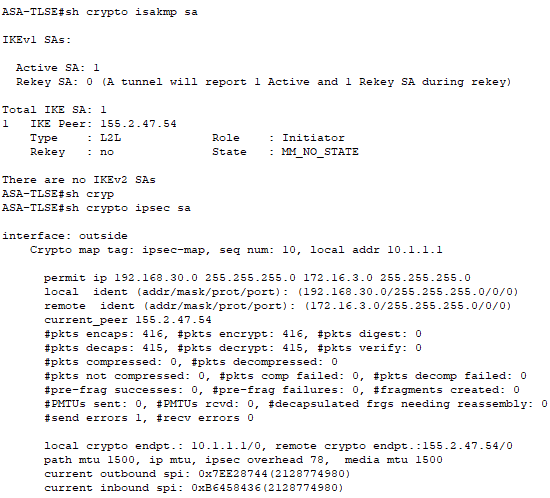 ASA-TLSE#sh crypto isakmp sa
IKEv1 SAs:
Active SA: 1
Rekey SA: 0 (A tunnel will report 1 Active and 1 Rekey SA during rekey)
Total IKE SA: 1
1 IKE Peer: 155.2.47.54
Type : L2L Role : Initiator
Rekey : no State : MM_NO_STATE
There are no IKEv2 SAs
ASA-TLSE#sh cryp
ASA-TLSE#sh crypto ipsec sa
interface: outside
Crypto map tag: ipsec-map, seq num: 10, local addr 10.1.1.1
permit ip 192.168.30.0 255.255.255.0 172.16.3.0 255.255.255.0
local ident (addr/mask/prot/port): (192.168.30.0/255.255.255.0/0/0)
remote ident (addr/mask/prot/port): (172.16.3.0/255.255.255.0/0/0)
current_peer 155.2.47.54
#pkts encaps: 416, #pkts encrypt: 416, #pkts digest: 0
#pkts decaps: 415, #pkts decrypt: 415, #pkts verify: 0
#pkts compressed: 0, #pkts decompressed: 0
#pkts not compressed: 0, #pkts comp failed: 0, #pkts decomp failed: 0
#pre-frag successes: 0, #pre-frag failures: 0, #fragments created: 0
#PMTUs sent: 0, #PMTUs rcvd: 0, #decapsulated frgs needing reassembly: 0
#send errors 1, #recv errors 0
local crypto endpt.: 10.1.1.1/0, remote crypto endpt.:155.2.47.54/0
path mtu 1500, ip mtu, ipsec overhead 78, media mtu 1500
current outbound spi: 0x7EE28744(2128774980)
current inbound spi: 0xB6458436(2128774980)